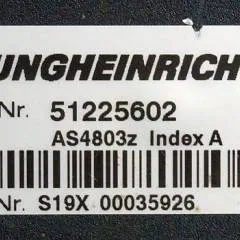 UNGHEINRICH
Nr. 51225602
AS4803z Index A
Nr. S19X 00035926